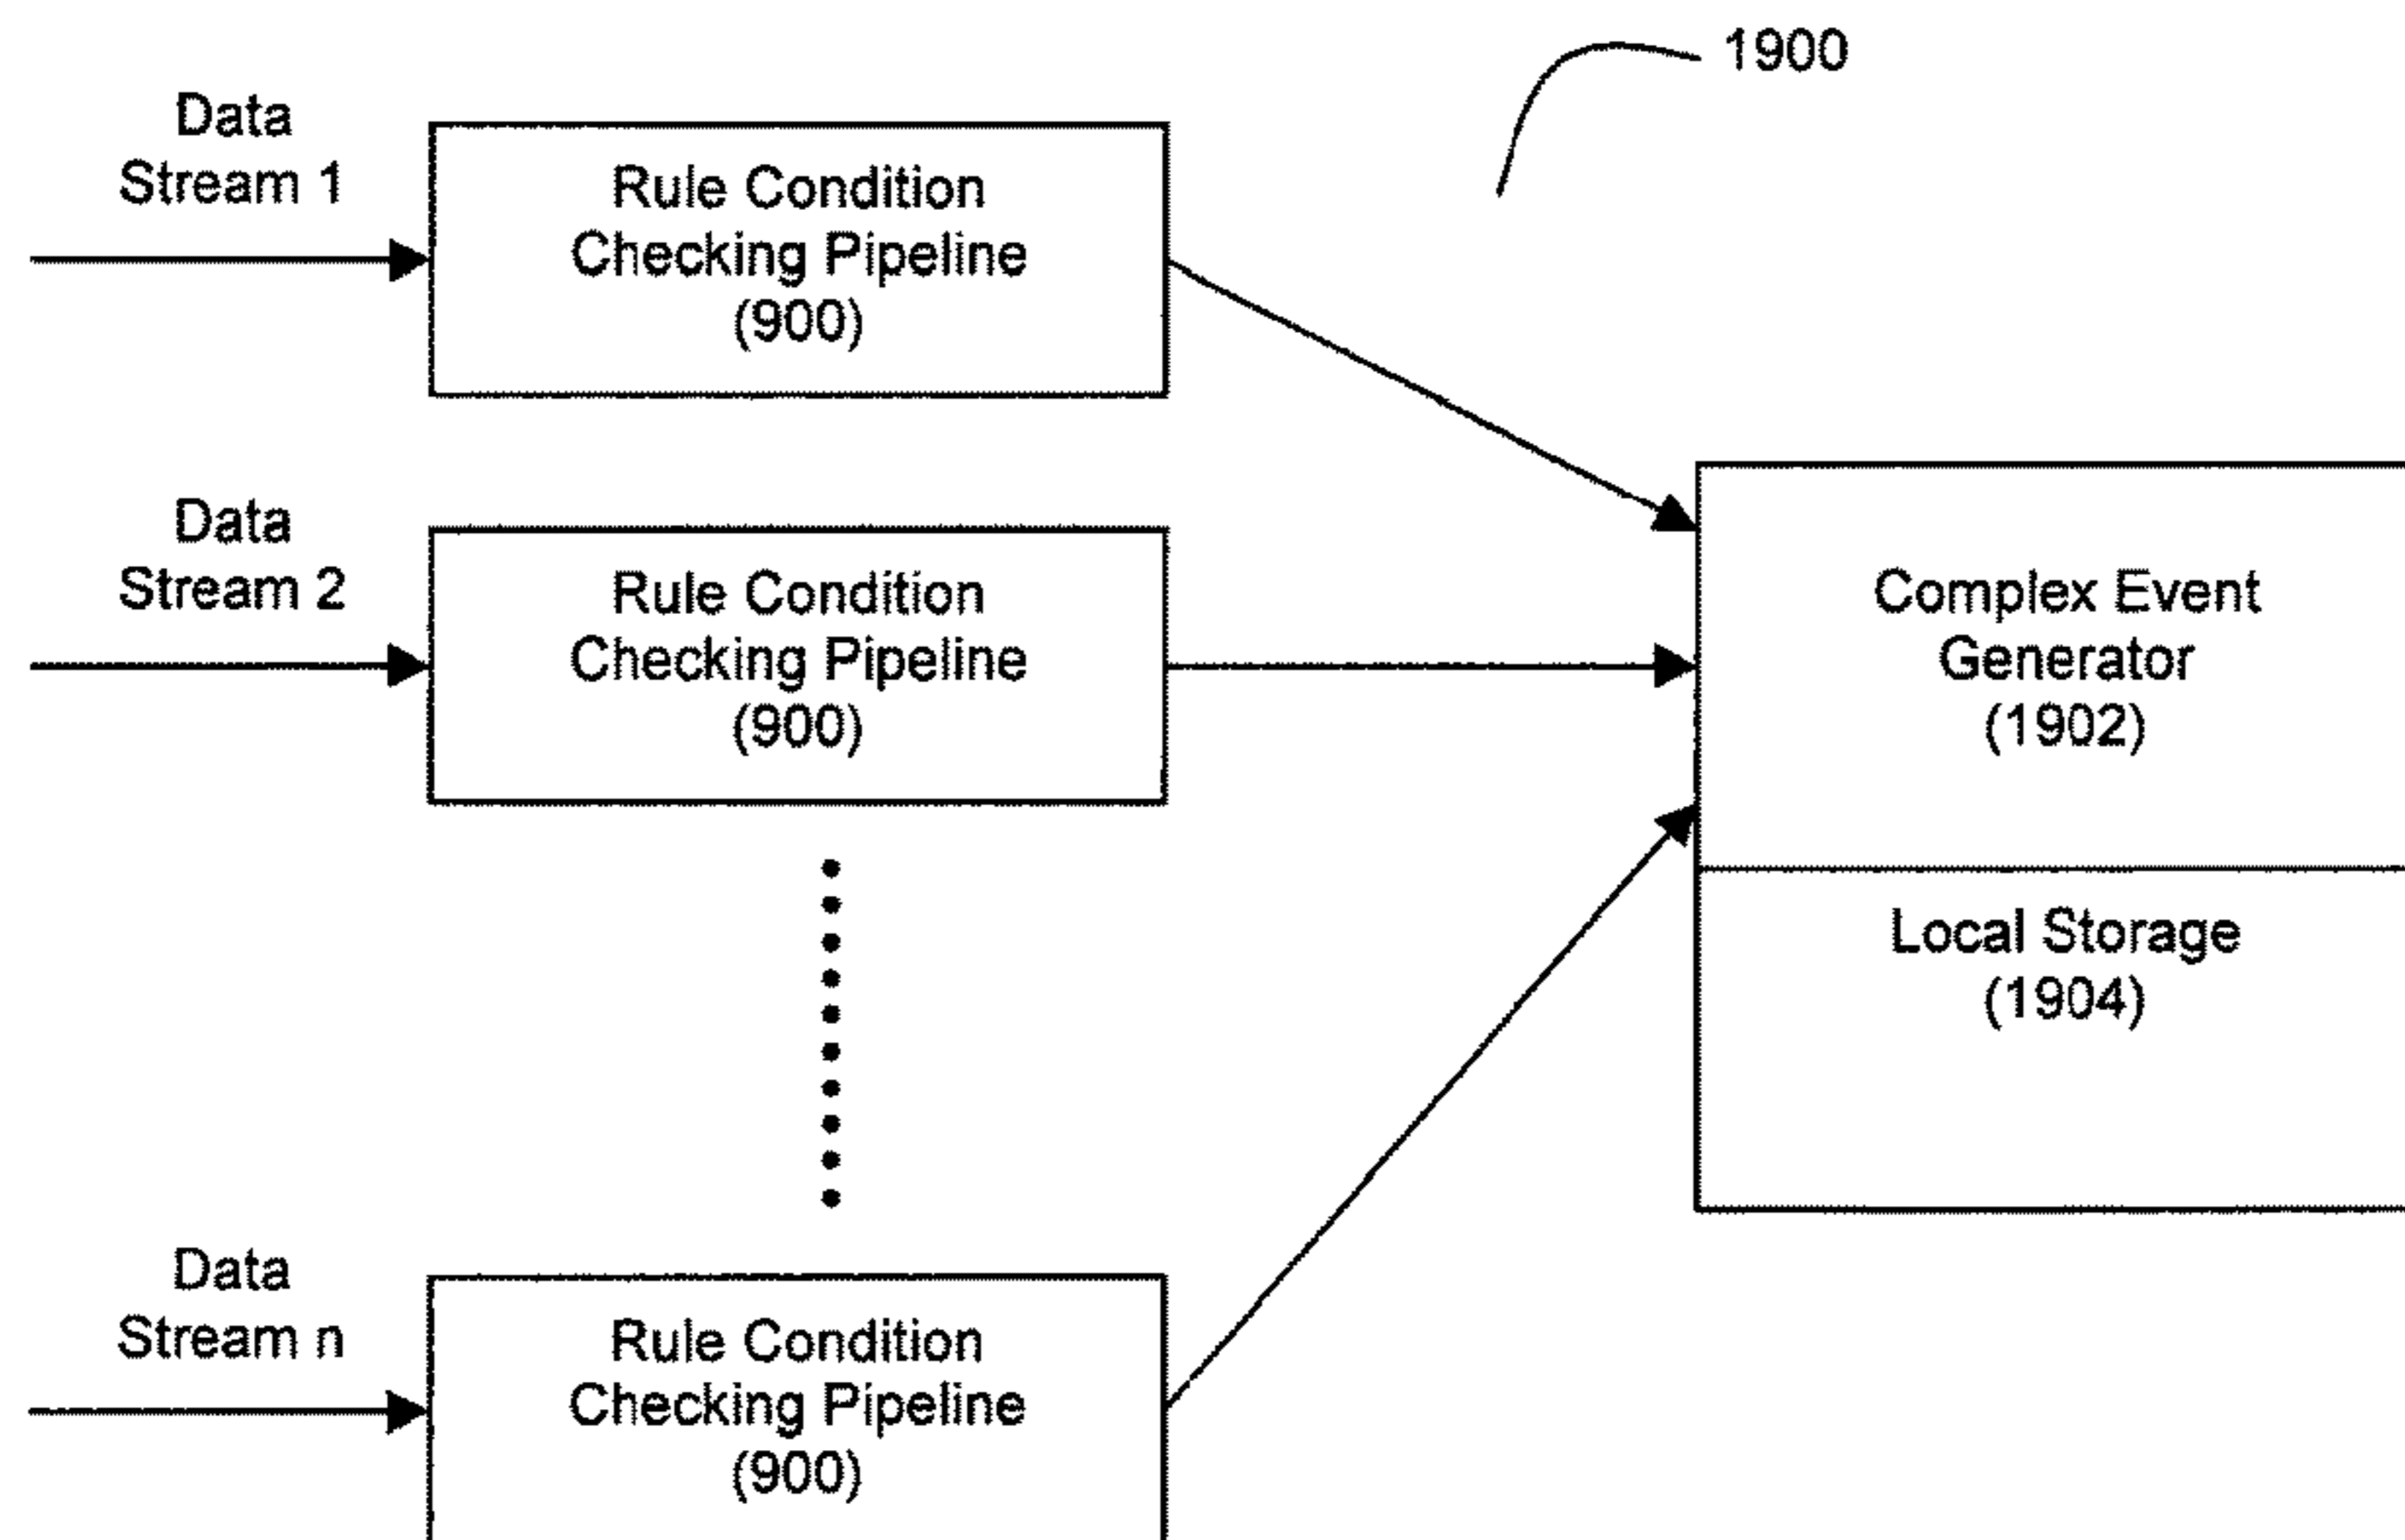 1900
Data
Stream 1
Rule Condition
Checking Pipeline
(900)
Data
Stream 2
Rule Condition
Checking Pipeline
(900)
Complex Event
Generator
(1902)
Local Storage
(1904)
Data
Stream n
Rule Condition
Checking Pipeline
(900)